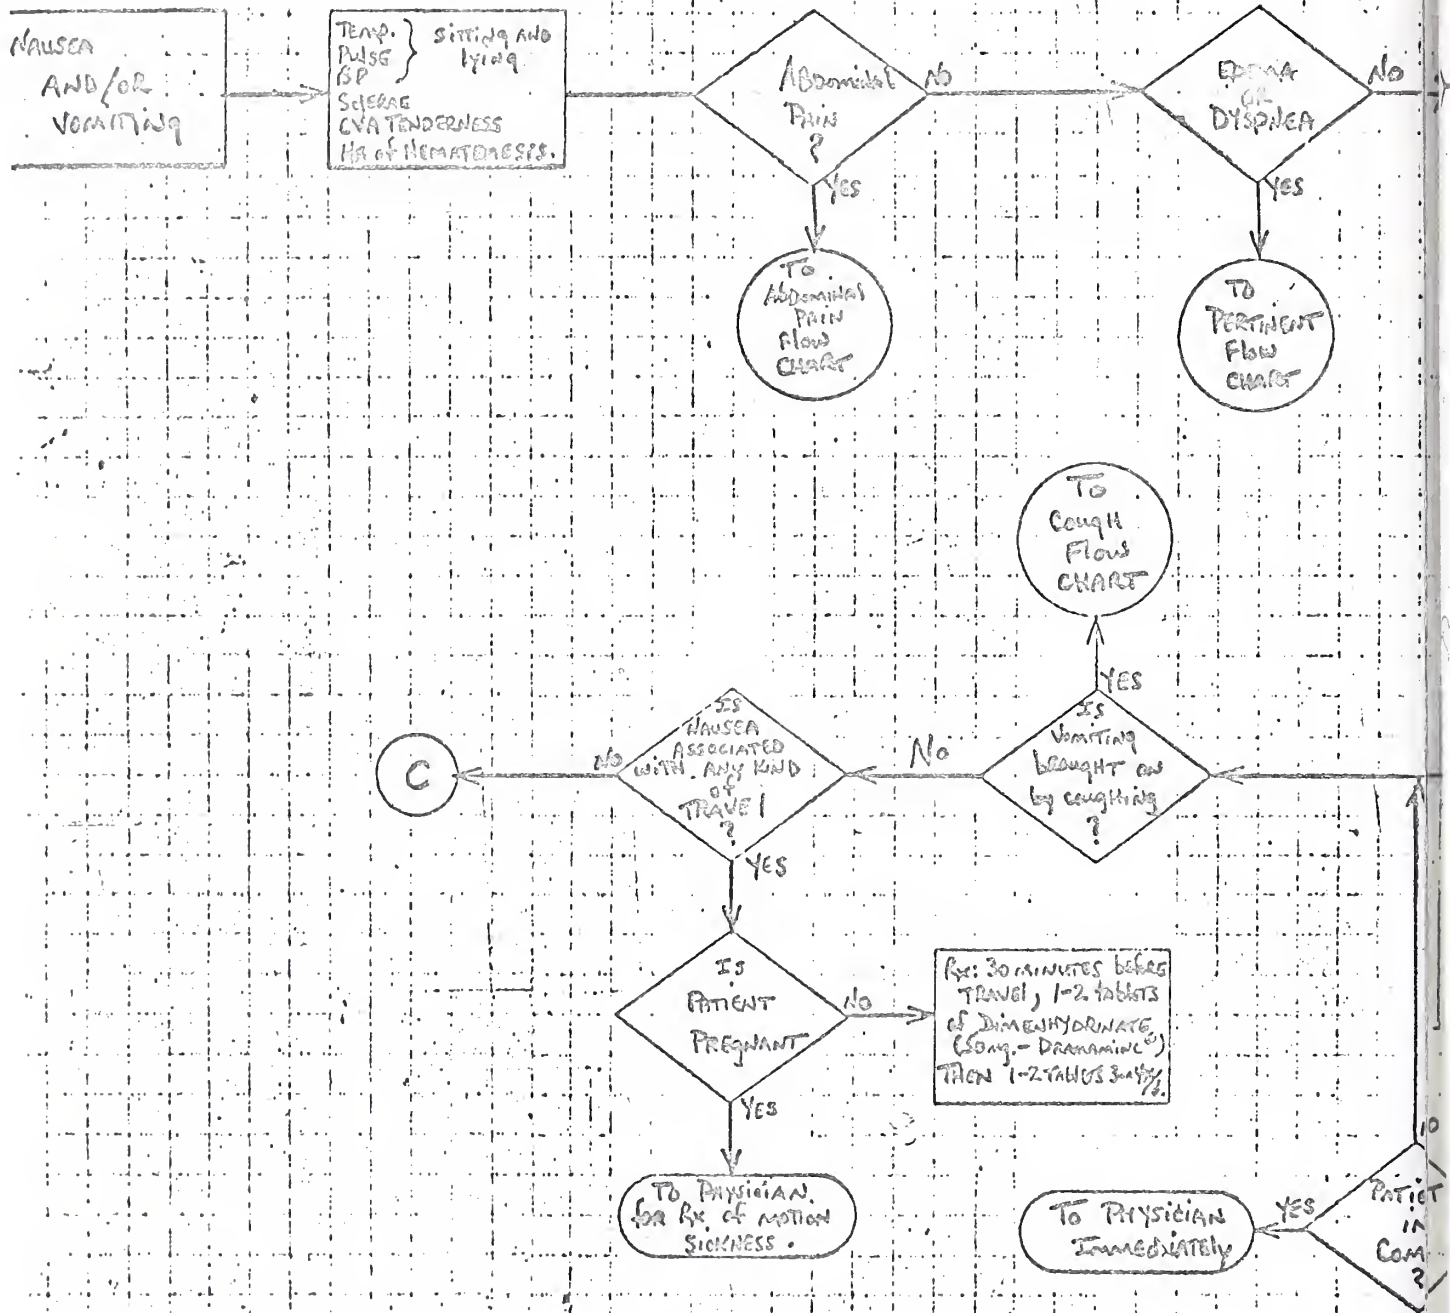 NAUSEA
AND/OR
VOMITING
TEMP.
PULSE
BP
SITTING AND
lying
SCLERAE
CVA TENDERNESS
HX of HEMATEMESIS.
ABDOMINAL
PAIN
?
NO
YES
TO
ABDOMINAL
PAIN
Flow
CHART
EDEMA
OR
DYSPNEA
NO
YES
TO
PERTINENT
Flow
CHART
To
Cough
Flow
CHART
YES
Is
Vomiting
brought on
by coughing
?
No
IS
NAUSEA
ASSOCIATED
WITH ANY KIND
of
TRAVEl
?
NO
C
YES
IS
PATIENT
PREGNANT
NO
Rx: 30 MINUTES before
TRAVEl, 1-2 tablets
of DIMENHYDRINATE
(50mg.- DRAMAMINE®)
THEN 1-2 TABLETS
YES
TO PHYSICIAN
for Rx of MOTION
SICKNESS.
TO PHYSICIAN
IMMEDIATELY
YES
IN
COM
?